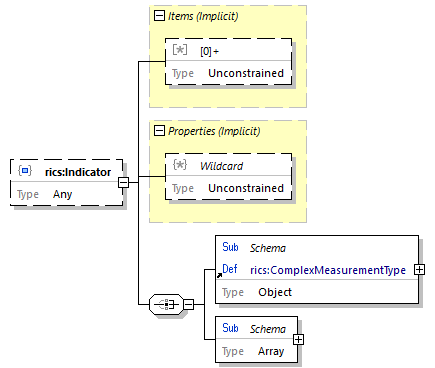 Items (Implicit)
[0]+
Type Unconstrained
Properties (Implicit)
Wildcard
Type Unconstrained
rics:Indicator
Type Any
Sub Schema
Def rics:ComplexMeasurementType
Type Object
Sub Schema
Type Array